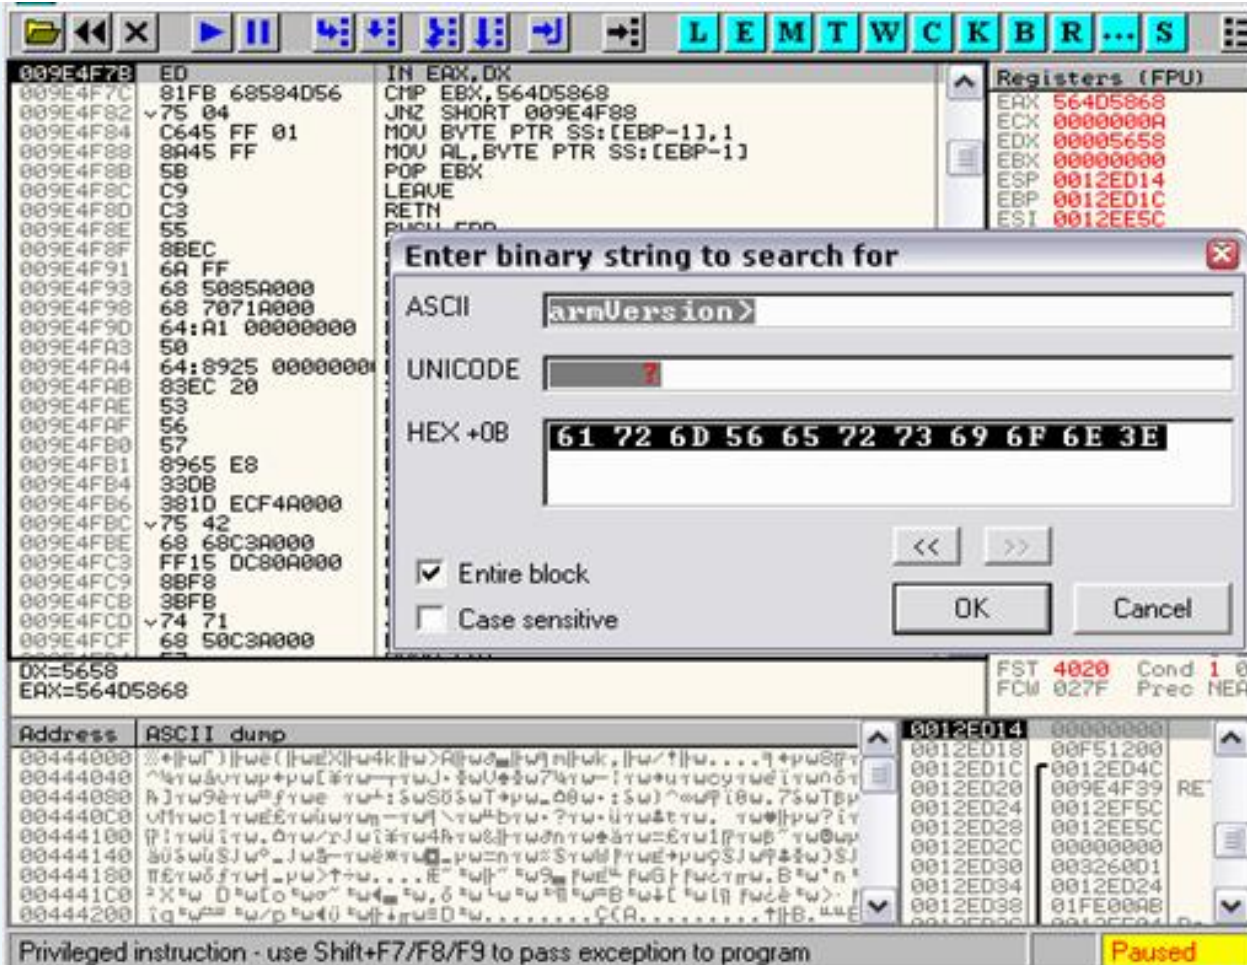 L E M T W C K B R ... S
009E4F7B ED IN EAX,DX
009E4F7C 81FB 68584D56 CMP EBX,564D5868
009E4F82 75 04 JNZ SHORT 009E4F88
009E4F84 C645 FF 01 MOV BYTE PTR SS:[EBP-1],1
009E4F88 8A45 FF MOV AL,BYTE PTR SS:[EBP-1]
009E4F8B 5B POP EBX
009E4F8C C9 LEAVE
009E4F8D C3 RETN
009E4F8E 55
009E4F8F 8BEC
009E4F91 6A FF
009E4F93 68 5085A000
009E4F98 68 7071A000
009E4F9D 64:A1 00000000
009E4FA3 50
009E4FA4 64:8925 0000000
009E4FAB 83EC 20
009E4FAE 53
009E4FAF 56
009E4FB0 57
009E4FB1 8965 E8
009E4FB4 33DB
009E4FB6 381D ECF4A000
009E4FBC 75 42
009E4FBE 68 68C3A000
009E4FC3 FF15 DC80A000
009E4FC9 8BF8
009E4FCB 3BFB
009E4FCD 74 71
009E4FCF 68 50C3A000
Registers (FPU)
EAX 564D5868
ECX 0000000A
EDX 00005658
EBX 00000000
ESP 0012ED14
EBP 0012ED1C
ESI 0012EE5C
Enter binary string to search for
ASCII armVersion>
UNICODE ?
HEX +0B 61 72 6D 56 65 72 73 69 6F 6E 3E
<< >>
Entire block
Case sensitive
OK Cancel
DX=5658
EAX=564D5868
FST 4020 Cond 1 0
FCW 027F Prec NEA
Address ASCII dump
00444000
00444040
00444080
004440C0
00444100
00444140
00444180
004441C0
00444200
0012ED14 00000000
0012ED18 00F51200
0012ED1C 0012ED4C
0012ED20 009E4F39 RE
0012ED24 0012EF5C
0012ED28 0012EE5C
0012ED2C 00000000
0012ED30 003260D1
0012ED34 0012ED24
0012ED38 01FE00AB
Privileged instruction - use Shift+F7/F8/F9 to pass exception to program
Paused